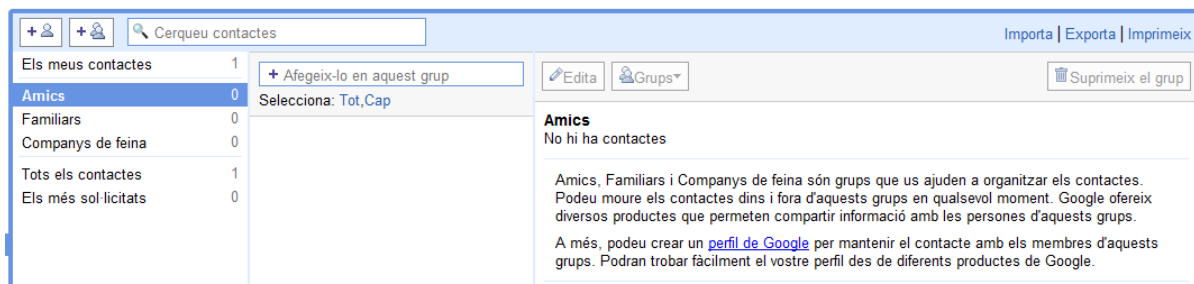 Cerqueu contactes
Importa | Exporta | Imprimeix
Els meus contactes 1
Amics 0
Familiars 0
Companys de feina 0
Tots els contactes 1
Els més sol·licitats 0
+ Afegeix-lo en aquest grup
Selecciona: Tot,Cap
Edita
Grups
Suprimeix el grup
Amics
No hi ha contactes
Amics, Familiars i Companys de feina són grups que us ajuden a organitzar els contactes.
Podeu moure els contactes dins i fora d'aquests grups en qualsevol moment. Google ofereix
diversos productes que permeten compartir informació amb les persones d'aquests grups.
A més, podeu crear un perfil de Google per mantenir el contacte amb els membres d'aquests
grups. Podran trobar fàcilment el vostre perfil des de diferents productes de Google.